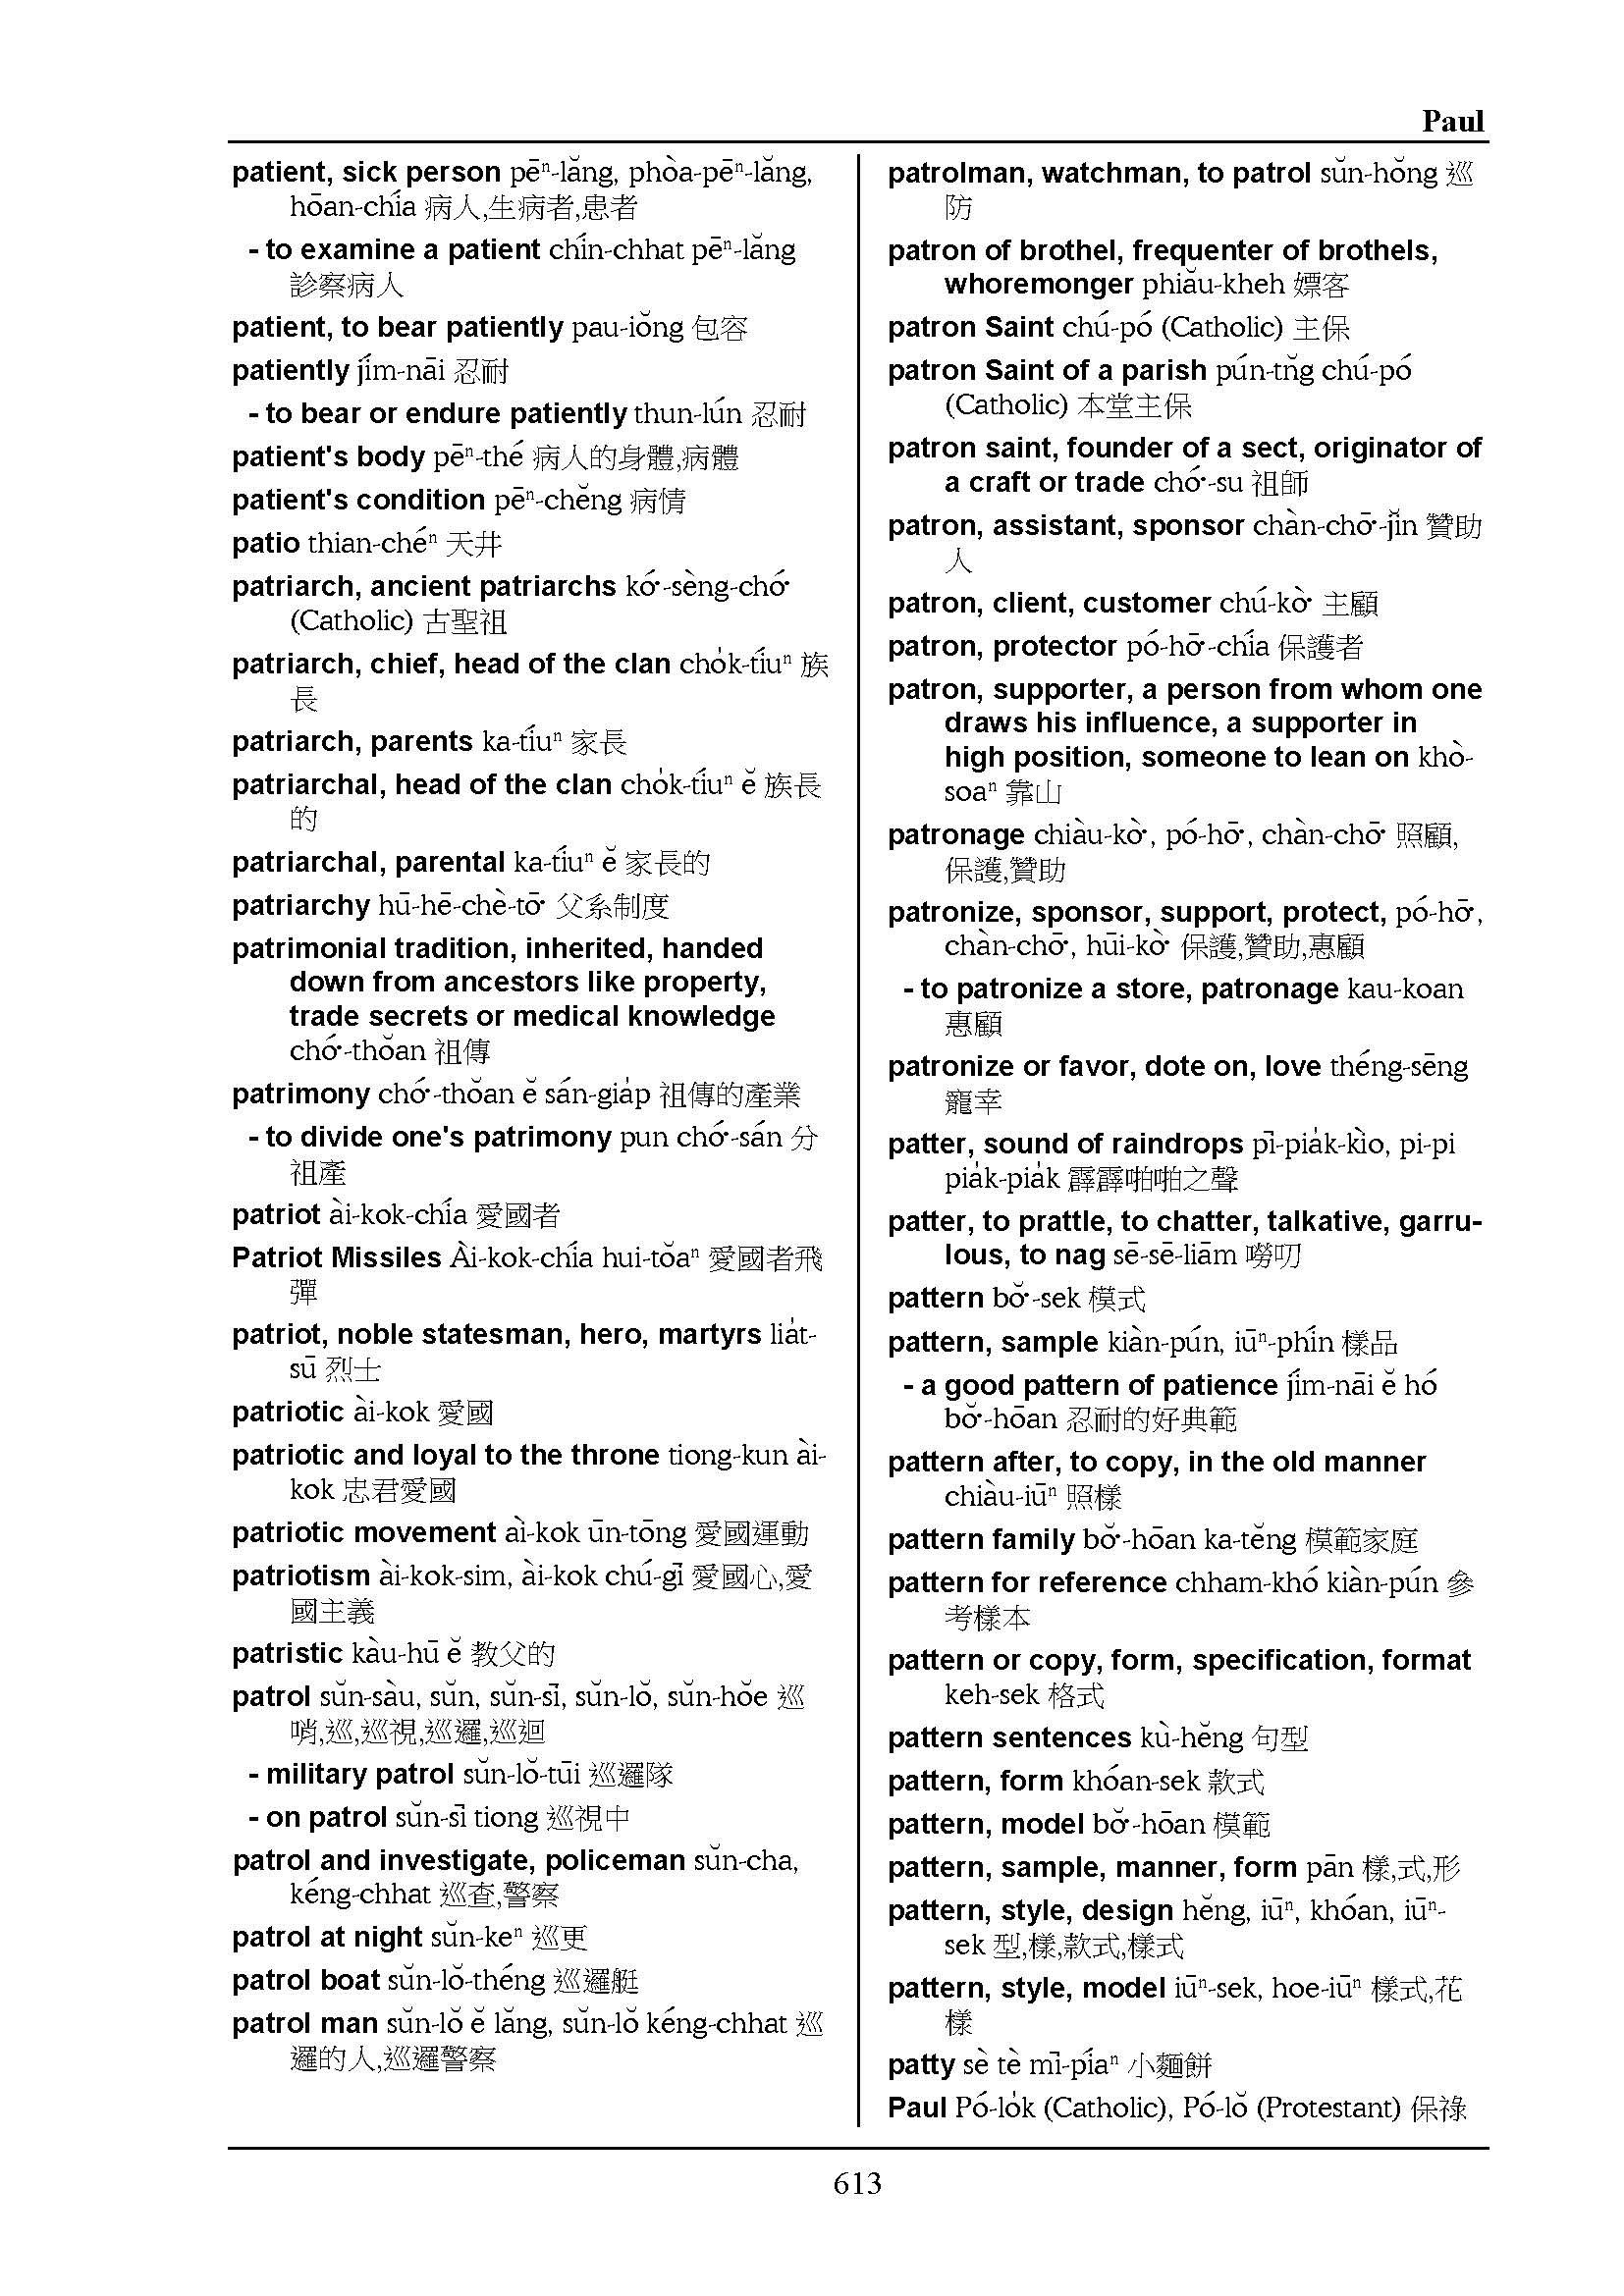 Paul
patient, sick person pēⁿ-lăng, phòa-pēⁿ-lăng,
hōan-chía 病人,生病者,患者
- to examine a patient chín-chhat pēⁿ-lăng
診察病人
patient, to bear patiently pau-iŏng 包容
patiently jím-nāi 忍耐
- to bear or endure patiently thun-lún 忍耐
patient's body pēⁿ-thé 病人的身體,病體
patient's condition pēⁿ-chĕng 病情
patio thian-chéⁿ 天井
patriarch, ancient patriarchs kó͘-sèng-chó͘
(Catholic) 古聖祖
patriarch, chief, head of the clan cho̍k-tíuⁿ 族
長
patriarch, parents ka-tíuⁿ 家長
patriarchal, head of the clan cho̍k-tíuⁿ ĕ 族長
的
patriarchal, parental ka-tíuⁿ ĕ 家長的
patriarchy hū-hē-chè-tō͘ 父系制度
patrimonial tradition, inherited, handed
down from ancestors like property,
trade secrets or medical knowledge
chó͘-thŏan 祖傳
patrimony chó͘-thŏan ĕ sán-gia̍p 祖傳的產業
- to divide one's patrimony pun chó͘-sán 分
祖產
patriot ài-kok-chía 愛國者
Patriot Missiles Ài-kok-chía hui-tŏaⁿ 愛國者飛
彈
patriot, noble statesman, hero, martyrs lia̍t-
sū 烈士
patriotic ài-kok 愛國
patriotic and loyal to the throne tiong-kun ài-
kok 忠君愛國
patriotic movement aì-kok ūn-tōng 愛國運動
patriotism ài-kok-sim, ài-kok chú-gī 愛國心,愛
國主義
patristic kàu-hū ĕ 教父的
patrol sŭn-sàu, sŭn, sŭn-sī, sŭn-lŏ, sŭn-hŏe 巡
哨,巡,巡視,巡邏,巡迴
- military patrol sŭn-lŏ-tūi 巡邏隊
- on patrol sŭn-sī tiong 巡視中
patrol and investigate, policeman sŭn-cha,
kéng-chhat 巡查,警察
patrol at night sŭn-keⁿ 巡更
patrol boat sŭn-lŏ-théng 巡邏艇
patrol man sŭn-lŏ ĕ lăng, sŭn-lŏ kéng-chhat 巡
邏的人,巡邏警察
patrolman, watchman, to patrol sŭn-hŏng 巡
防
patron of brothel, frequenter of brothels,
whoremonger phiău-kheh 嫖客
patron Saint chú-pó (Catholic) 主保
patron Saint of a parish pún-tn̆g chú-pó
(Catholic) 本堂主保
patron saint, founder of a sect, originator of
a craft or trade chó͘-su 祖師
patron, assistant, sponsor chàn-chō͘-jĭn 贊助
人
patron, client, customer chú-kò͘ 主顧
patron, protector pó-hō͘-chía 保護者
patron, supporter, a person from whom one
draws his influence, a supporter in
high position, someone to lean on khò-
soaⁿ 靠山
patronage chiàu-kò͘, pó-hō͘, chàn-chō͘ 照顧,
保護,贊助
patronize, sponsor, support, protect, pó-hō͘,
chàn-chō͘, hūi-kò͘ 保護,贊助,惠顧
- to patronize a store, patronage kau-koan
惠顧
patronize or favor, dote on, love théng-sēng
寵幸
patter, sound of raindrops pī-pia̍k-kìo, pi-pi
pia̍k-pia̍k 霹霹啪啪之聲
patter, to prattle, to chatter, talkative, garru-
lous, to nag sē-sē-liām 嘮叨
pattern bŏ͘-sek 模式
pattern, sample kiàn-pún, iūⁿ-phín 樣品
- a good pattern of patience jím-nāi ĕ hó
bŏ͘-hōan 忍耐的好典範
pattern after, to copy, in the old manner
chiàu-iūⁿ 照樣
pattern family bŏ͘-hōan ka-tĕng 模範家庭
pattern for reference chham-khó kiàn-pún 參
考樣本
pattern or copy, form, specification, format
keh-sek 格式
pattern sentences kù-hĕng 句型
pattern, form khóan-sek 款式
pattern, model bŏ͘-hōan 模範
pattern, sample, manner, form pān 樣,式,形
pattern, style, design hĕng, iūⁿ, khóan, iūⁿ-
sek 型,樣,款式,樣式
pattern, style, model iūⁿ-sek, hoe-iūⁿ 樣式,花
樣
patty sè tè mī-píaⁿ 小麵餅
Paul Pó-lo̍k (Catholic), Pó-lŏ (Protestant) 保祿
613